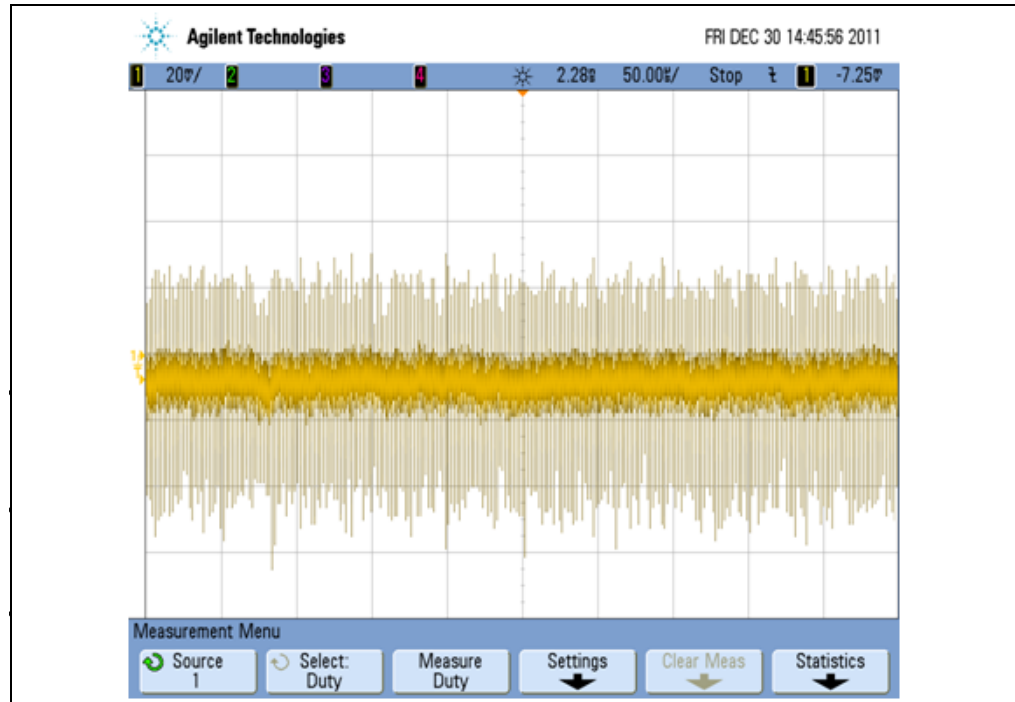 Agilent Technologies
FRI DEC 30 14:45:56 2011
1 20mV/ 2 3 4 2.28s 50.00ms/ Stop 1 -7.25mV
Measurement Menu
Source 1
Select: Duty
Measure Duty
Settings
Clear Meas
Statistics